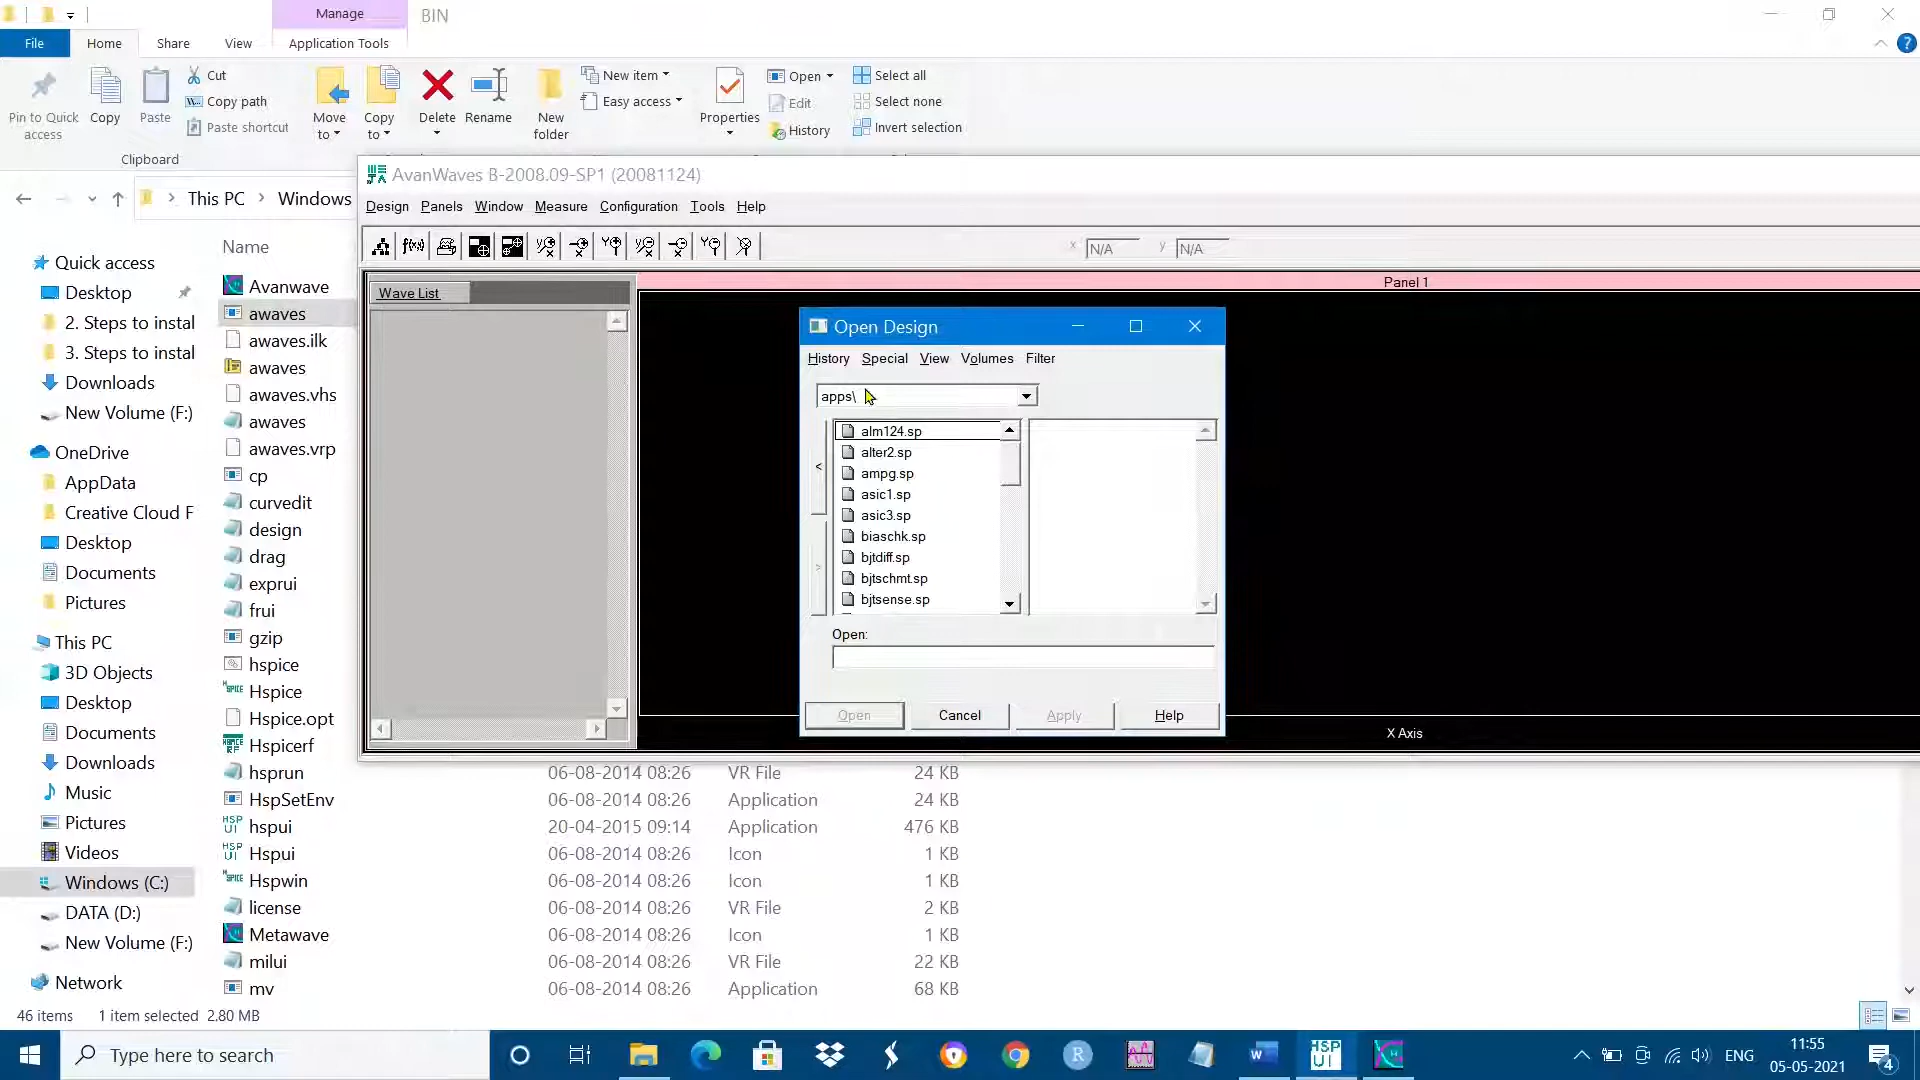 Manage
BIN
File
Home
Share
View
Application Tools
Pin to Quick access
Copy
Paste
Cut
Copy path
Paste shortcut
Clipboard
Move to
Copy to
Delete
Rename
New folder
New item
Easy access
Properties
Open
Edit
History
Select all
Select none
Invert selection
This PC
Windows
AvanWaves B-2008.09-SP1 (20081124)
Design Panels Window Measure Configuration Tools Help
x N/A y N/A
Wave List
Panel 1
X Axis
Open Design
History Special View Volumes Filter
apps\
alm124.sp
alter2.sp
ampg.sp
asic1.sp
asic3.sp
biaschk.sp
bjtdiff.sp
bjtschmt.sp
bjtsense.sp
<
>
Open:
Open
Cancel
Apply
Help
Quick access
Desktop
2. Steps to instal
3. Steps to instal
Downloads
New Volume (F:)
OneDrive
AppData
Creative Cloud F
Desktop
Documents
Pictures
This PC
3D Objects
Desktop
Documents
Downloads
Music
Pictures
Videos
Windows (C:)
DATA (D:)
New Volume (F:)
Network
Name
Avanwave
awaves
awaves.ilk
awaves
awaves.vhs
awaves
awaves.vrp
cp
curvedit
design
drag
exprui
frui
gzip
hspice
Hspice
Hspice.opt
Hspicerf
hsprun 06-08-2014 08:26 VR File 24 KB
HspSetEnv 06-08-2014 08:26 Application 24 KB
hspui 20-04-2015 09:14 Application 476 KB
Hspui 06-08-2014 08:26 Icon 1 KB
Hspwin 06-08-2014 08:26 Icon 1 KB
license 06-08-2014 08:26 VR File 2 KB
Metawave 06-08-2014 08:26 Icon 1 KB
milui 06-08-2014 08:26 VR File 22 KB
mv 06-08-2014 08:26 Application 68 KB
46 items 1 item selected 2.80 MB
Type here to search
HSP UI
ENG
11:55
05-05-2021
4